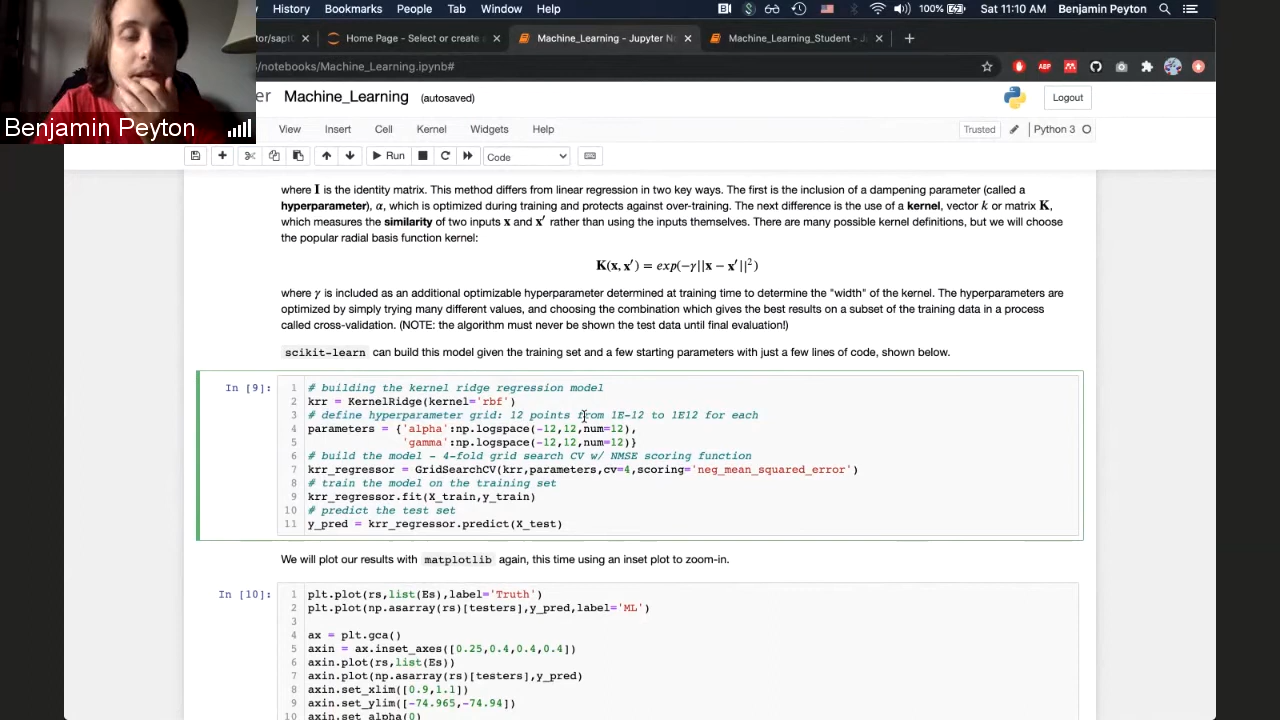 Bookmarks People Tab Window Help 100% Sat 11:10 AM Benjamin Peyton
Home Page - Select or create Machine_Learning - Jupyter No Machine_Learning_Student - J
s/notebooks/Machine_Learning.ipynb#
Benjamin Peyton
er Machine_Learning (autosaved) Logout
View Insert Cell Kernel Widgets Help Trusted Python 3
Run Code
where I is the identity matrix. This method differs from linear regression in two key ways. The first is the inclusion of a dampening parameter (called a
hyperparameter), α, which is optimized during training and protects against over-training. The next difference is the use of a kernel, vector k or matrix K,
which measures the similarity of two inputs x and x′ rather than using the inputs themselves. There are many possible kernel definitions, but we will choose
the popular radial basis function kernel:
K(x, x′) = exp(−γ||x − x′||²)
where γ is included as an additional optimizable hyperparameter determined at training time to determine the "width" of the kernel. The hyperparameters are
optimized by simply trying many different values, and choosing the combination which gives the best results on a subset of the training data in a process
called cross-validation. (NOTE: the algorithm must never be shown the test data until final evaluation!)
scikit-learn can build this model given the training set and a few starting parameters with just a few lines of code, shown below.
In [9]: 1 # building the kernel ridge regression model
2 krr = KernelRidge(kernel='rbf')
3 # define hyperparameter grid: 12 points from 1E-12 to 1E12 for each
4 parameters = {'alpha':np.logspace(-12,12,num=12),
5 'gamma':np.logspace(-12,12,num=12)}
6 # build the model - 4-fold grid search CV w/ NMSE scoring function
7 krr_regressor = GridSearchCV(krr,parameters,cv=4,scoring='neg_mean_squared_error')
8 # train the model on the training set
9 krr_regressor.fit(X_train,y_train)
10 # predict the test set
11 y_pred = krr_regressor.predict(X_test)
We will plot our results with matplotlib again, this time using an inset plot to zoom-in.
In [10]: 1 plt.plot(rs,list(Es),label='Truth')
2 plt.plot(np.asarray(rs)[testers],y_pred,label='ML')
3
4 ax = plt.gca()
5 axin = ax.inset_axes([0.25,0.4,0.4,0.4])
6 axin.plot(rs,list(Es))
7 axin.plot(np.asarray(rs)[testers],y_pred)
8 axin.set_xlim([0.9,1.1])
9 axin.set_ylim([-74.965,-74.94])
10 axin.set_alpha(0)